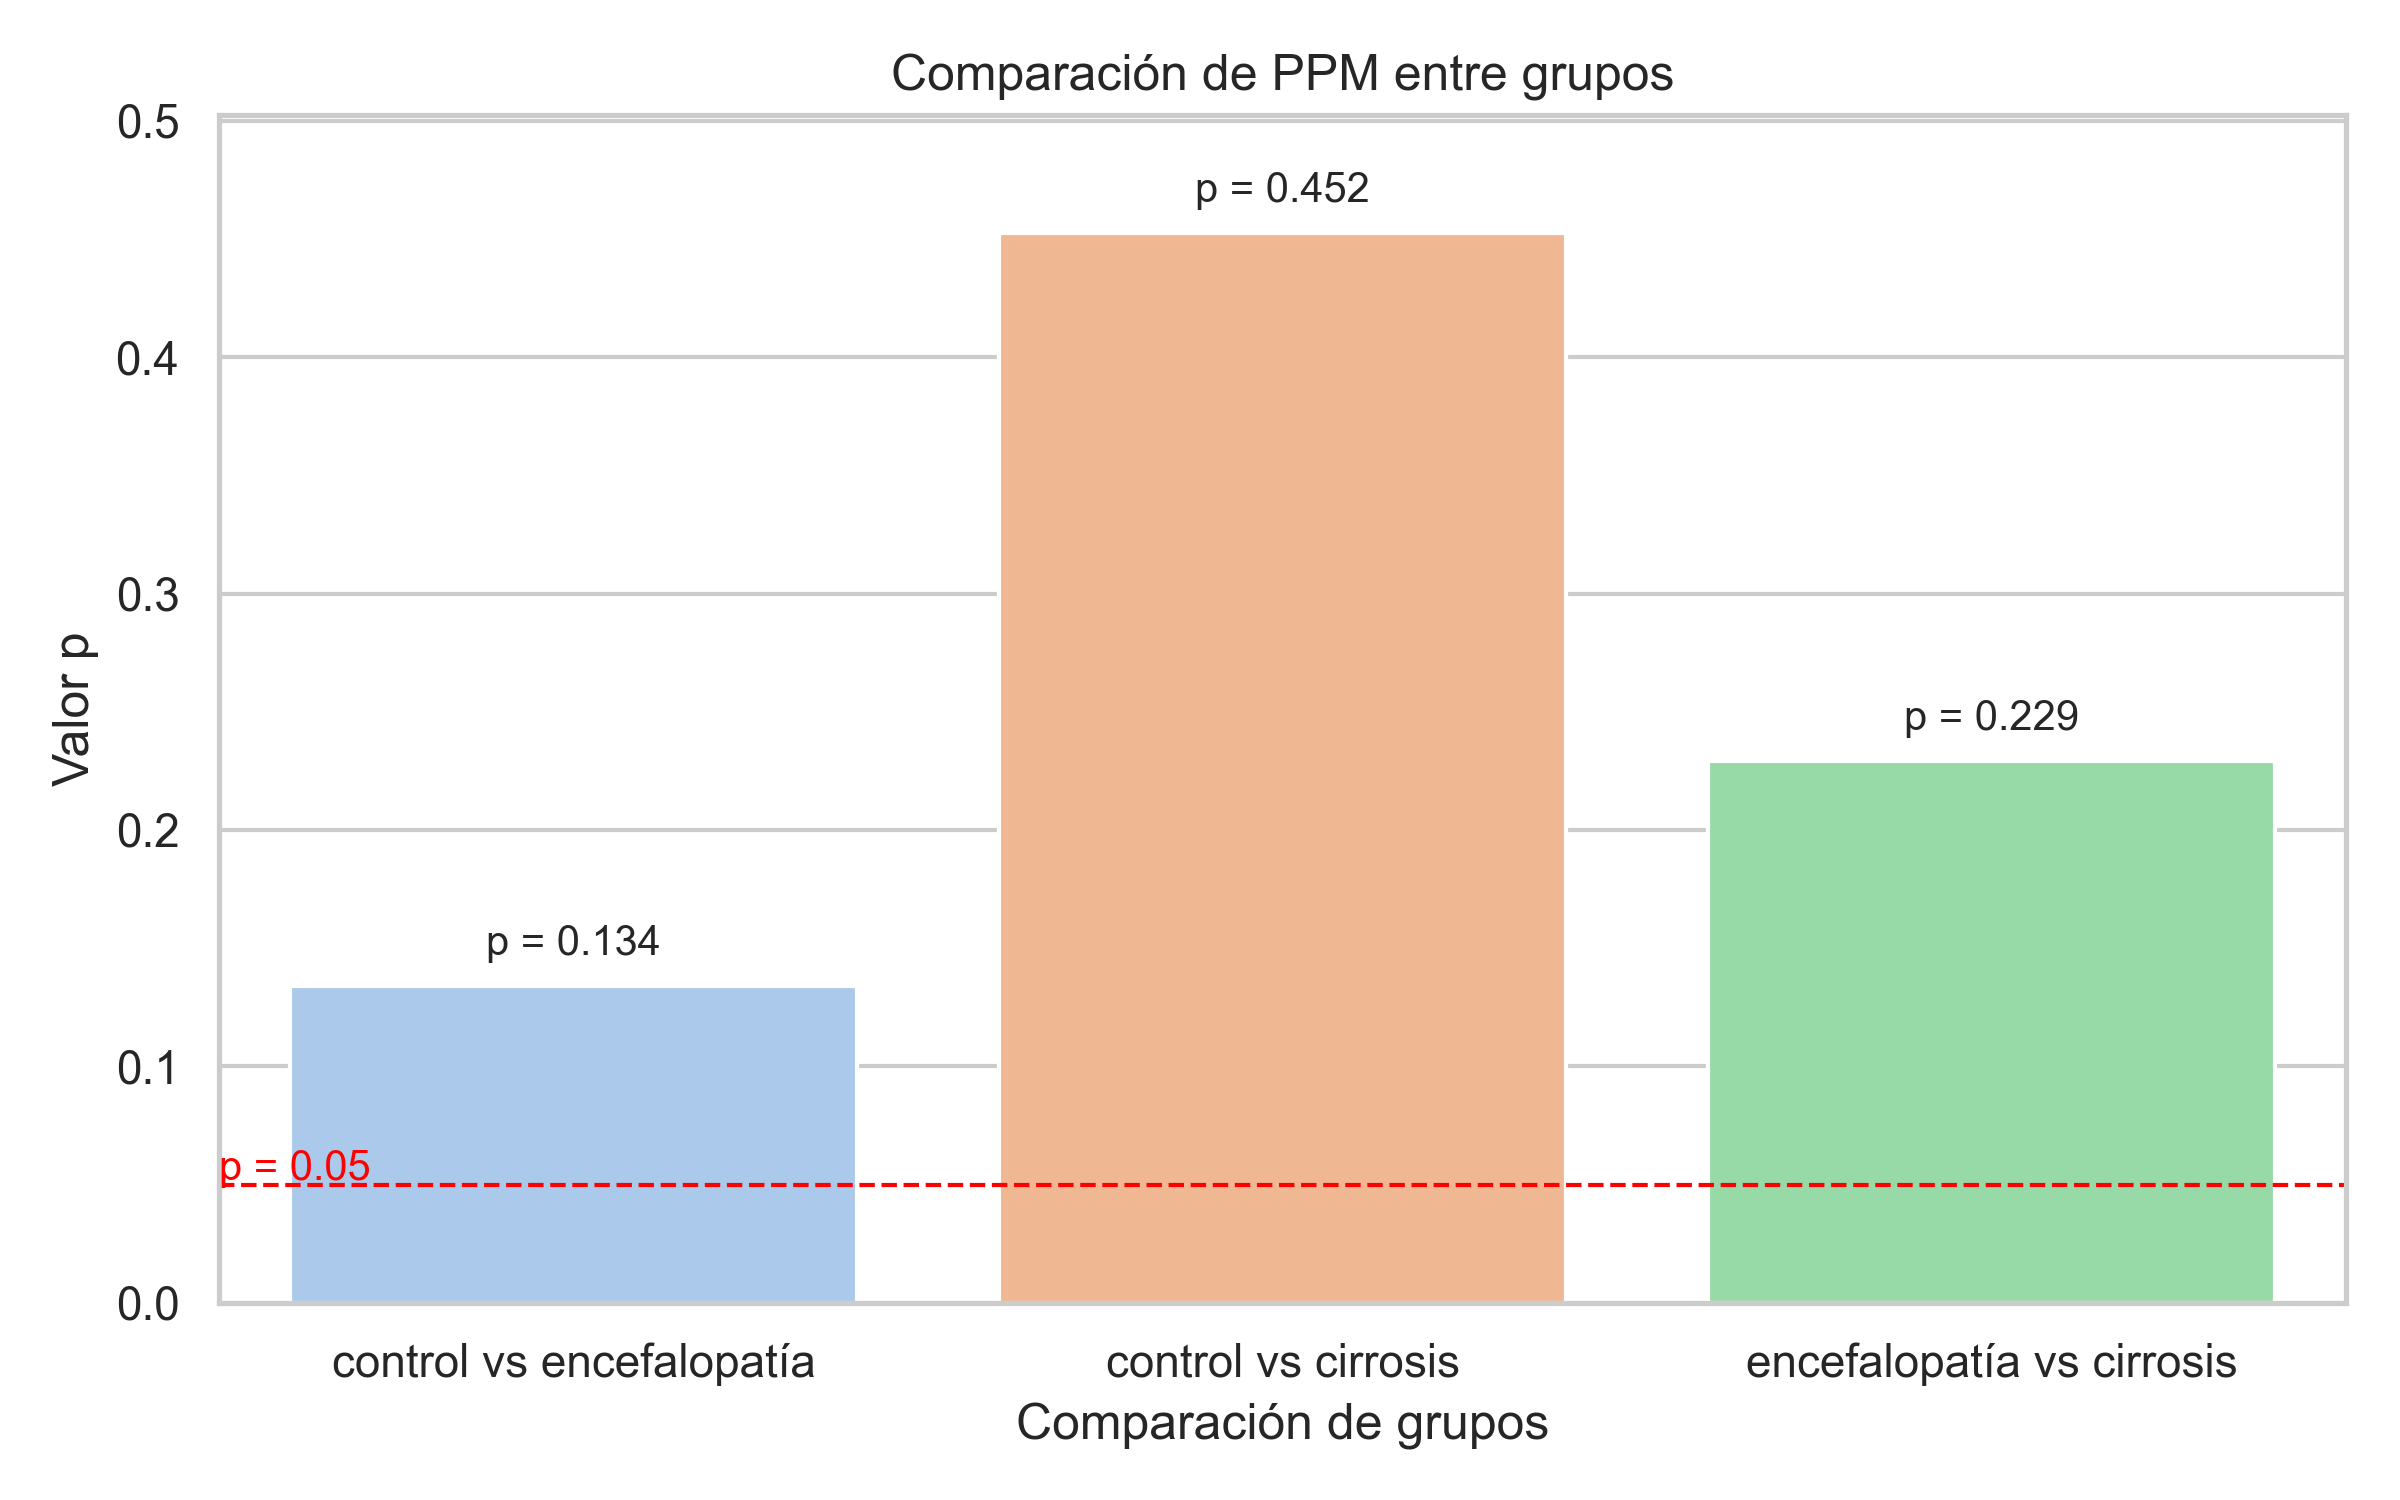 Comparación de PPM entre grupos
0.5
p = 0.452
0.4
0.3
Valor p
p = 0.229
0.2
p = 0.134
0.1
p = 0.05
0.0
control vs encefalopatía
control vs cirrosis
encefalopatía vs cirrosis
Comparación de grupos